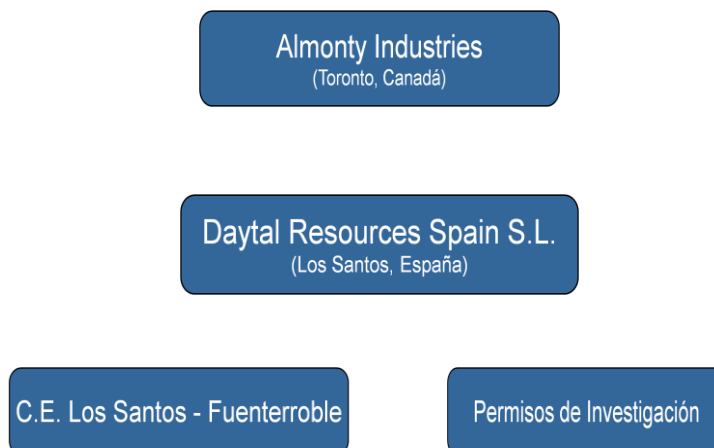 Almonty Industries
(Toronto, Canadá)
Daytal Resources Spain S.L.
(Los Santos, España)
C.E. Los Santos - Fuenterroble
Permisos de Investigación